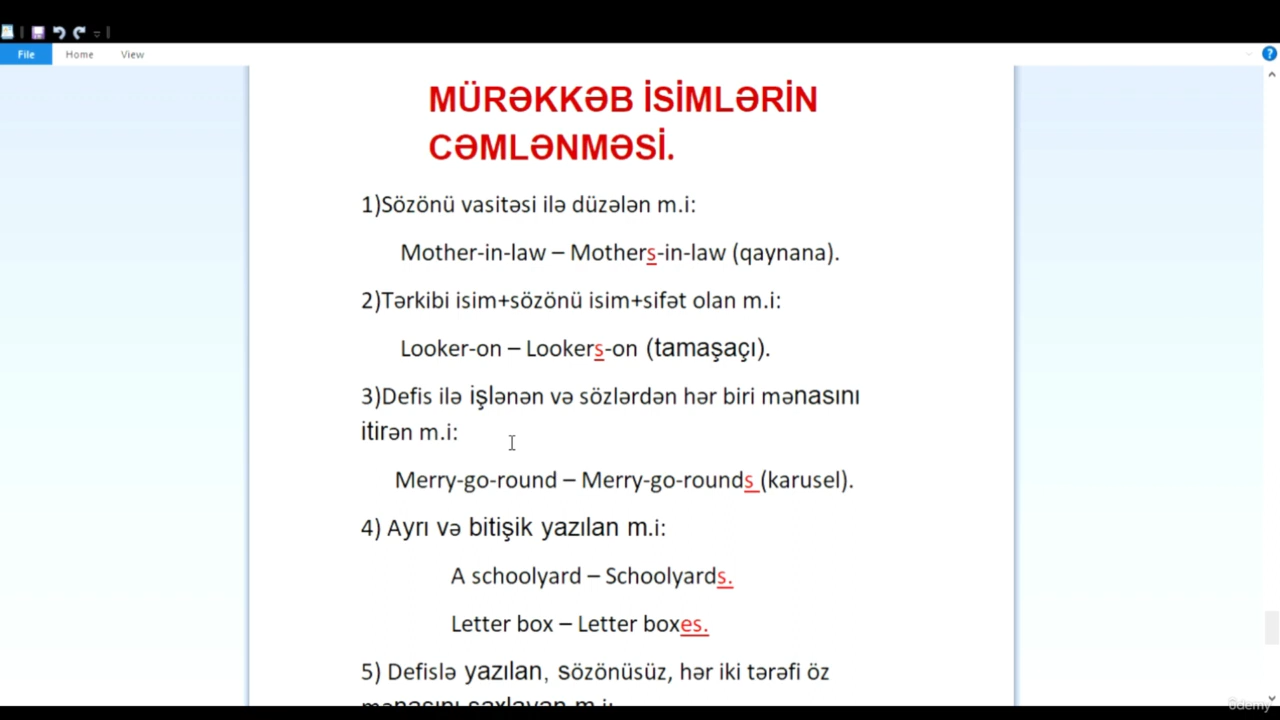 File Home View
MÜRƏKKƏB İSİMLƏRİN
CƏMLƏNMƏSİ.
1)Sözönü vasitəsi ilə düzələn m.i:
Mother-in-law – Mothers-in-law (qaynana).
2)Tərkibi isim+sözönü isim+sifət olan m.i:
Looker-on – Lookers-on (tamaşaçı).
3)Defis ilə işlənən və sözlərdən hər biri mənasını
itirən m.i:
Merry-go-round – Merry-go-rounds (karusel).
4) Ayrı və bitişik yazılan m.i:
A schoolyard – Schoolyards.
Letter box – Letter boxes.
5) Defislə yazılan, sözönüsüz, hər iki tərəfi öz
mənasını saxlayan m.i:
udemy